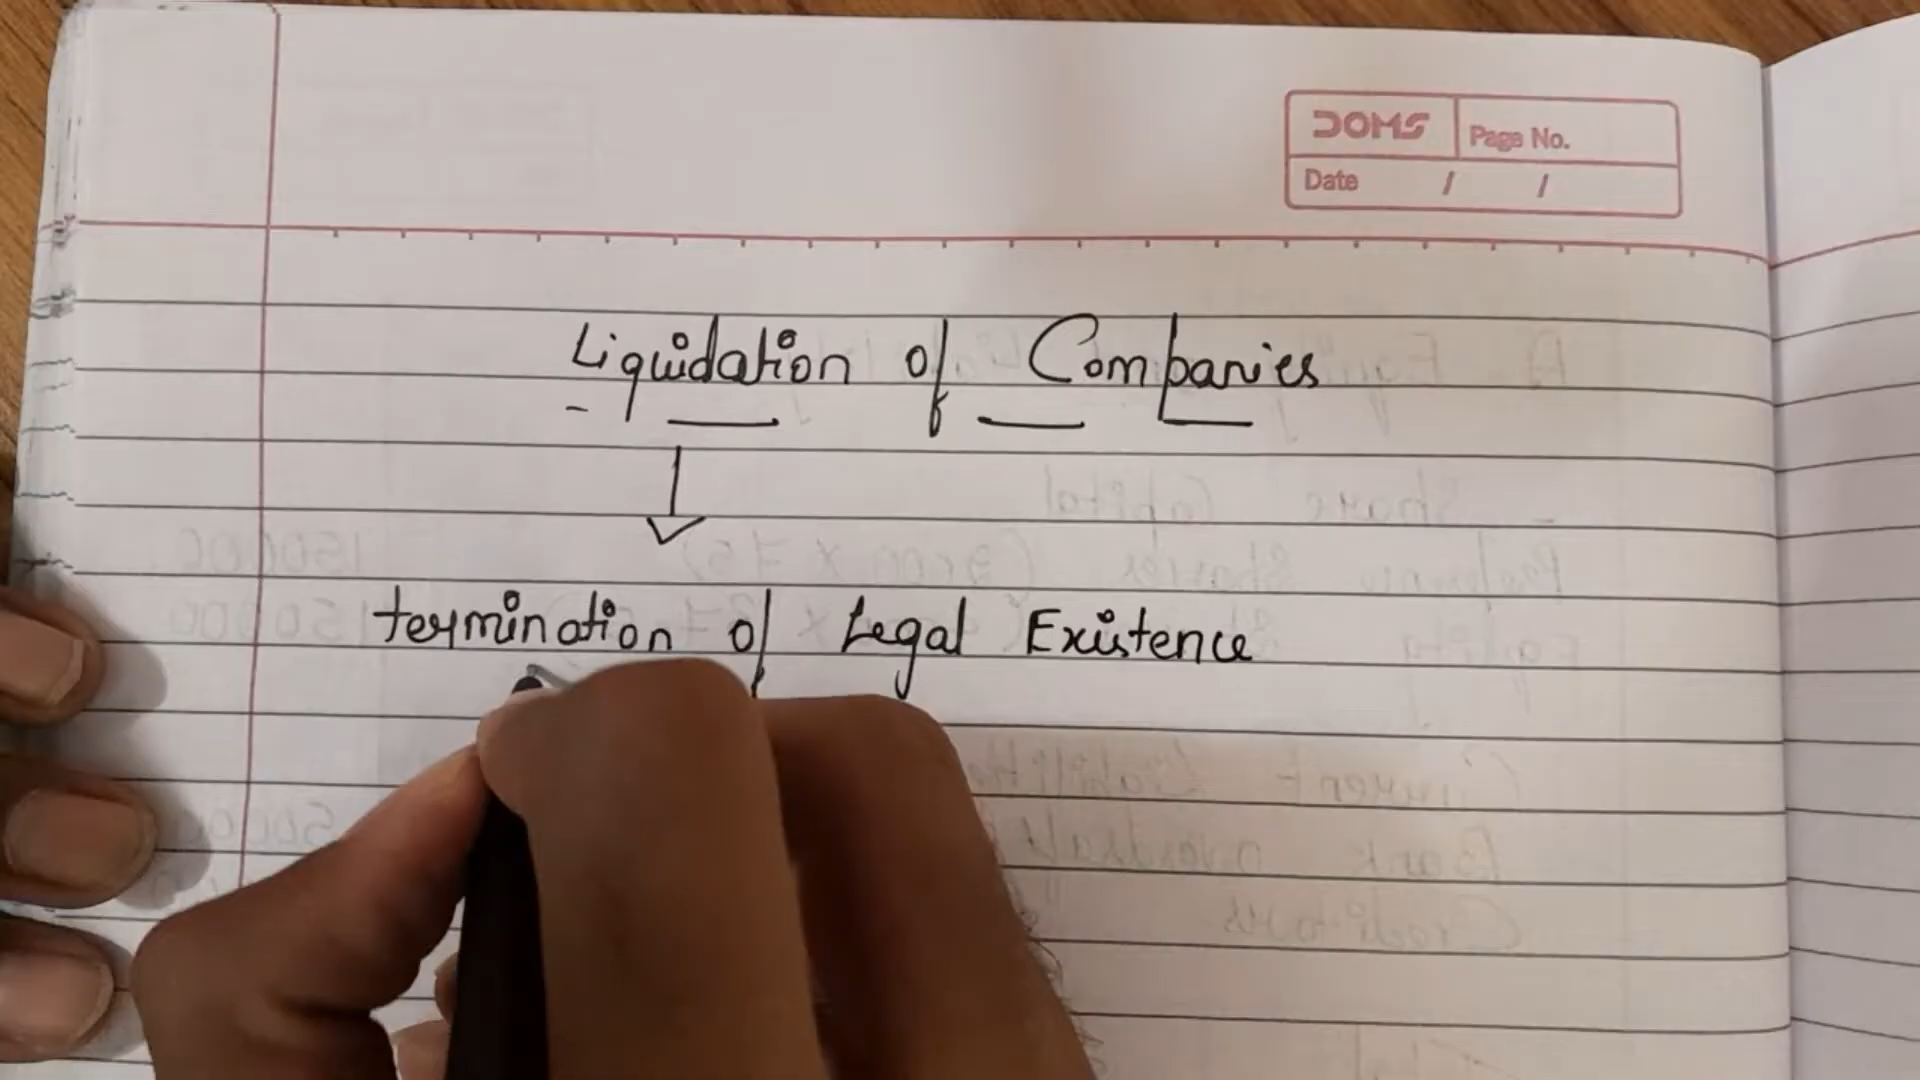 DOMS Page No.
Date / /
Liquidation of Companies
termination of Legal Existence